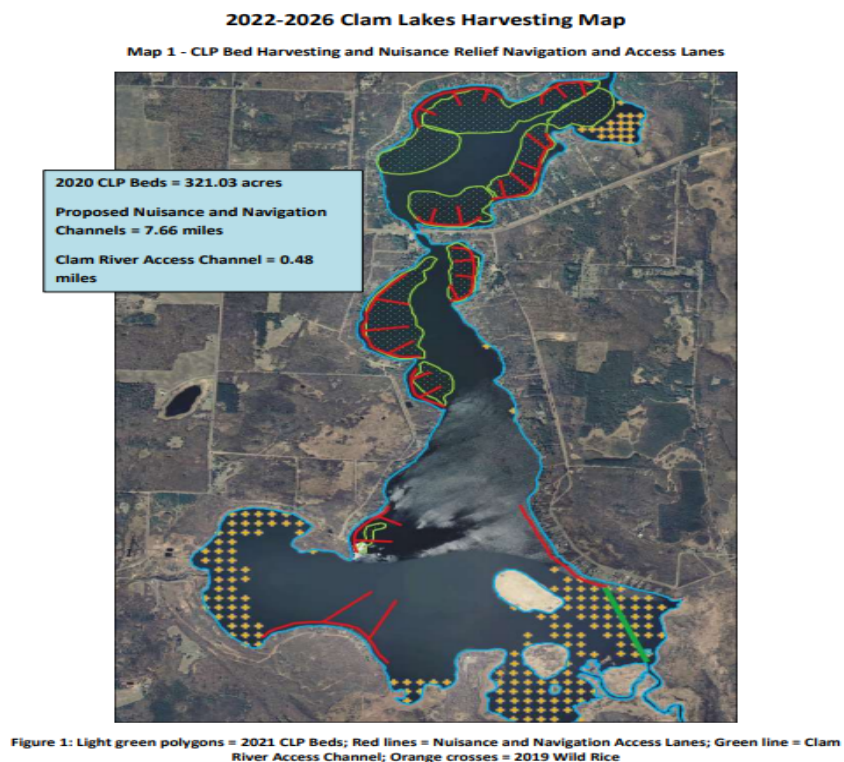 2022-2026 Clam Lakes Harvesting Map
Map 1 - CLP Bed Harvesting and Nuisance Relief Navigation and Access Lanes
2020 CLP Beds = 321.03 acres
Proposed Nuisance and Navigation
Channels = 7.66 miles
Clam River Access Channel = 0.48
miles
Figure 1: Light green polygons = 2021 CLP Beds; Red lines = Nuisance and Navigation Access Lanes; Green line = Clam
River Access Channel; Orange crosses = 2019 Wild Rice